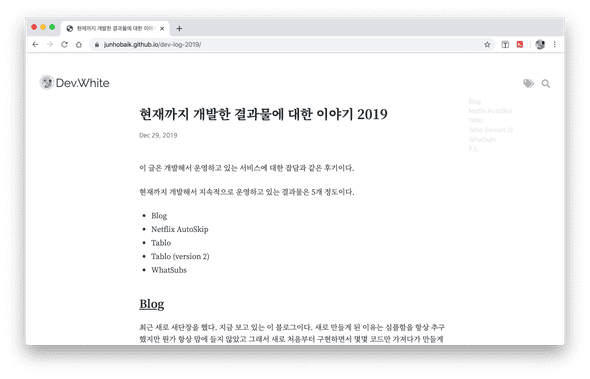 현재까지 개발한 결과물에 대한 이야기
junhobaik.github.io/dev-log-2019/
Dev.White
현재까지 개발한 결과물에 대한 이야기 2019
Dec 29, 2019
Blog
Netflix AutoSkip
Tablo
Tablo (version 2)
WhatSubs
P.S.
이 글은 개발해서 운영하고 있는 서비스에 대한 잡담과 같은 후기이다.
현재까지 개발해서 지속적으로 운영하고 있는 결과물은 5개 정도이다.
Blog
Netflix AutoSkip
Tablo
Tablo (version 2)
WhatSubs
Blog
최근 새로 새단장을 했다. 지금 보고 있는 이 블로그이다. 새로 만들게 된 이유는 심플함을 항상 추구
했지만 뭔가 항상 맘에 들지 않았고 그래서 새로 처음부터 구현하면서 몇몇 코드만 가져다가 만들게